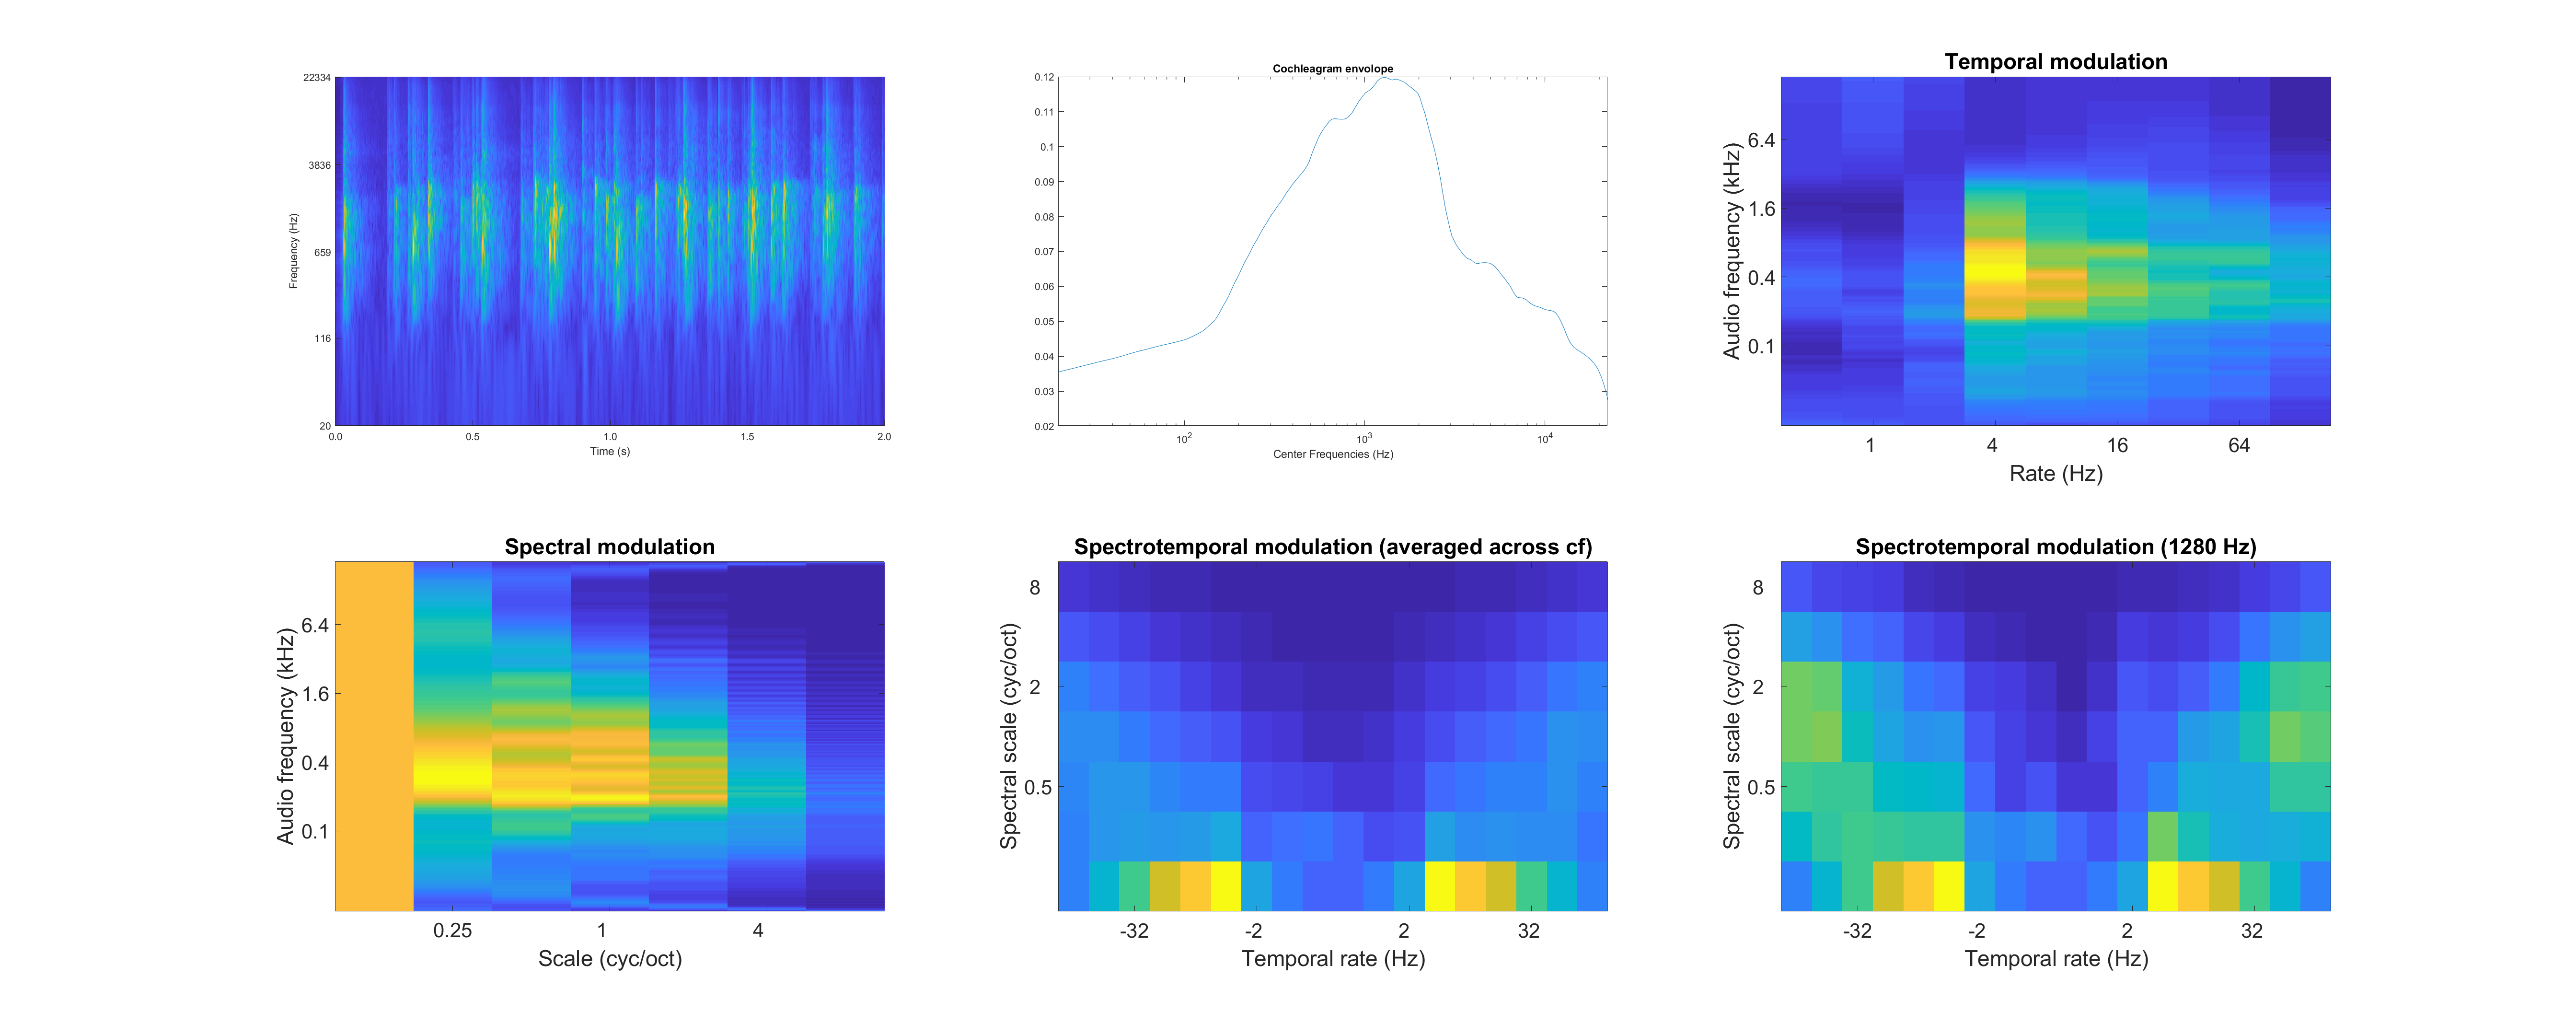 22334
3836
659
116
20
Frequency (Hz)
0.0 0.5 1.0 1.5 2.0
Time (s)
Cochleagram envolope
0.12
0.11
0.1
0.09
0.08
0.07
0.06
0.05
0.04
0.03
0.02
10^2 10^3 10^4
Center Frequencies (Hz)
Temporal modulation
Audio frequency (kHz)
6.4
1.6
0.4
0.1
1 4 16 64
Rate (Hz)
Spectral modulation
Audio frequency (kHz)
6.4
1.6
0.4
0.1
0.25 1 4
Scale (cyc/oct)
Spectrotemporal modulation (averaged across cf)
Spectral scale (cyc/oct)
8
2
0.5
-32 -2 2 32
Temporal rate (Hz)
Spectrotemporal modulation (1280 Hz)
Spectral scale (cyc/oct)
8
2
0.5
-32 -2 2 32
Temporal rate (Hz)